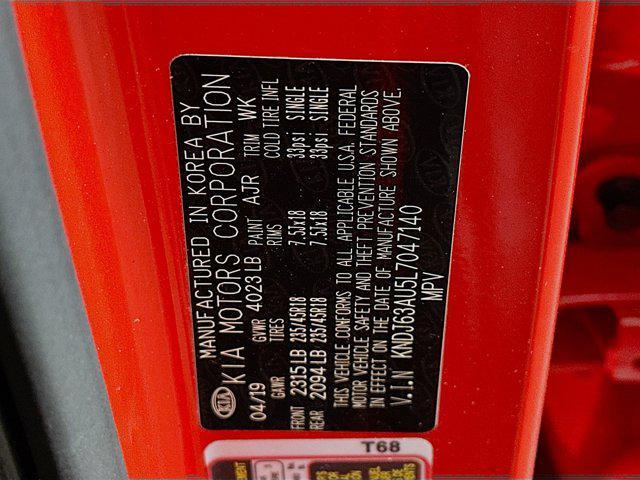 MANUFACTURED IN KOREA BY
KIA KIA MOTORS CORPORATION
04/19 GVWR 4023 LB PAINT AJR TRIM WK
GAWR TIRES RIMS COLD TIRE INFL
FRONT 2315 LB 235/45R18 7.5Jx18 33psi SINGLE
REAR 2094 LB 235/45R18 7.5Jx18 33psi SINGLE
THIS VEHICLE CONFORMS TO ALL APPLICABLE U.S.A. FEDERAL
MOTOR VEHICLE SAFETY AND THEFT PREVENTION STANDARDS
IN EFFECT ON THE DATE OF MANUFACTURE SHOWN ABOVE.
V.I.N KNDJ63AU5L7047140
MPV
T68